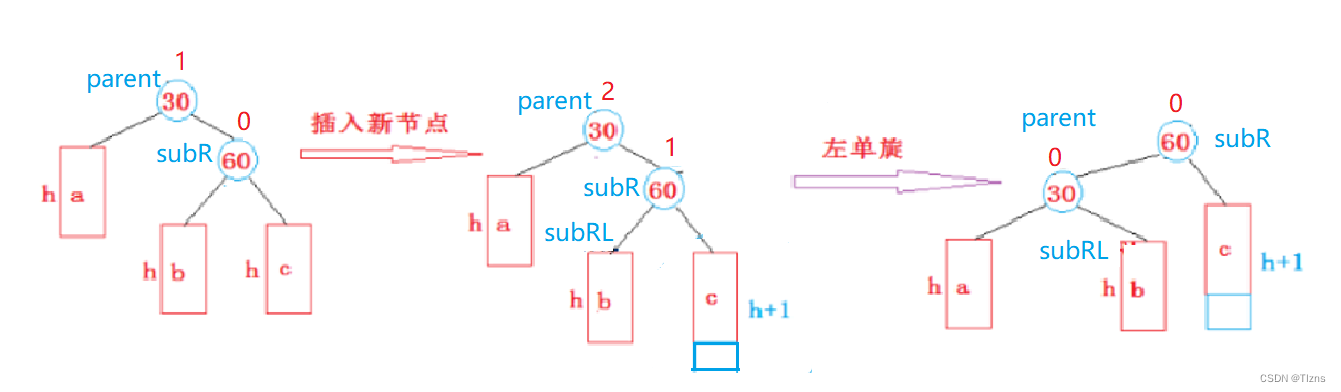 1
parent
30
0
subR
60
h a
h b
h c
插入新节点
2
parent
30
1
subR
60
subRL
h a
h b
c
h+1
左单旋
0
parent
60
subR
0
30
subRL
h a
h b
c
h+1
CSDN @Tlzns